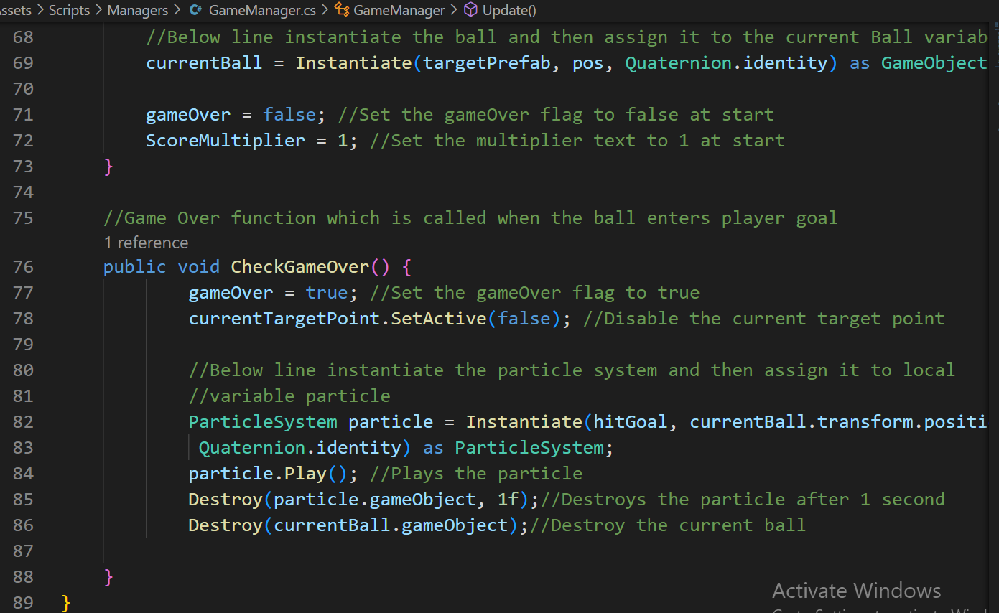 Assets > Scripts > Managers > GameManager.cs > GameManager > Update()
68 //Below line instantiate the ball and then assign it to the current Ball variab
69 currentBall = Instantiate(targetPrefab, pos, Quaternion.identity) as GameObject
70
71 gameOver = false; //Set the gameOver flag to false at start
72 ScoreMultiplier = 1; //Set the multiplier text to 1 at start
73 }
74
75 //Game Over function which is called when the ball enters player goal
1 reference
76 public void CheckGameOver() {
77 gameOver = true; //Set the gameOver flag to true
78 currentTargetPoint.SetActive(false); //Disable the current target point
79
80 //Below line instantiate the particle system and then assign it to local
81 //variable particle
82 ParticleSystem particle = Instantiate(hitGoal, currentBall.transform.positi
83 Quaternion.identity) as ParticleSystem;
84 particle.Play(); //Plays the particle
85 Destroy(particle.gameObject, 1f);//Destroys the particle after 1 second
86 Destroy(currentBall.gameObject);//Destroy the current ball
87
88 }
Activate Windows
89 }